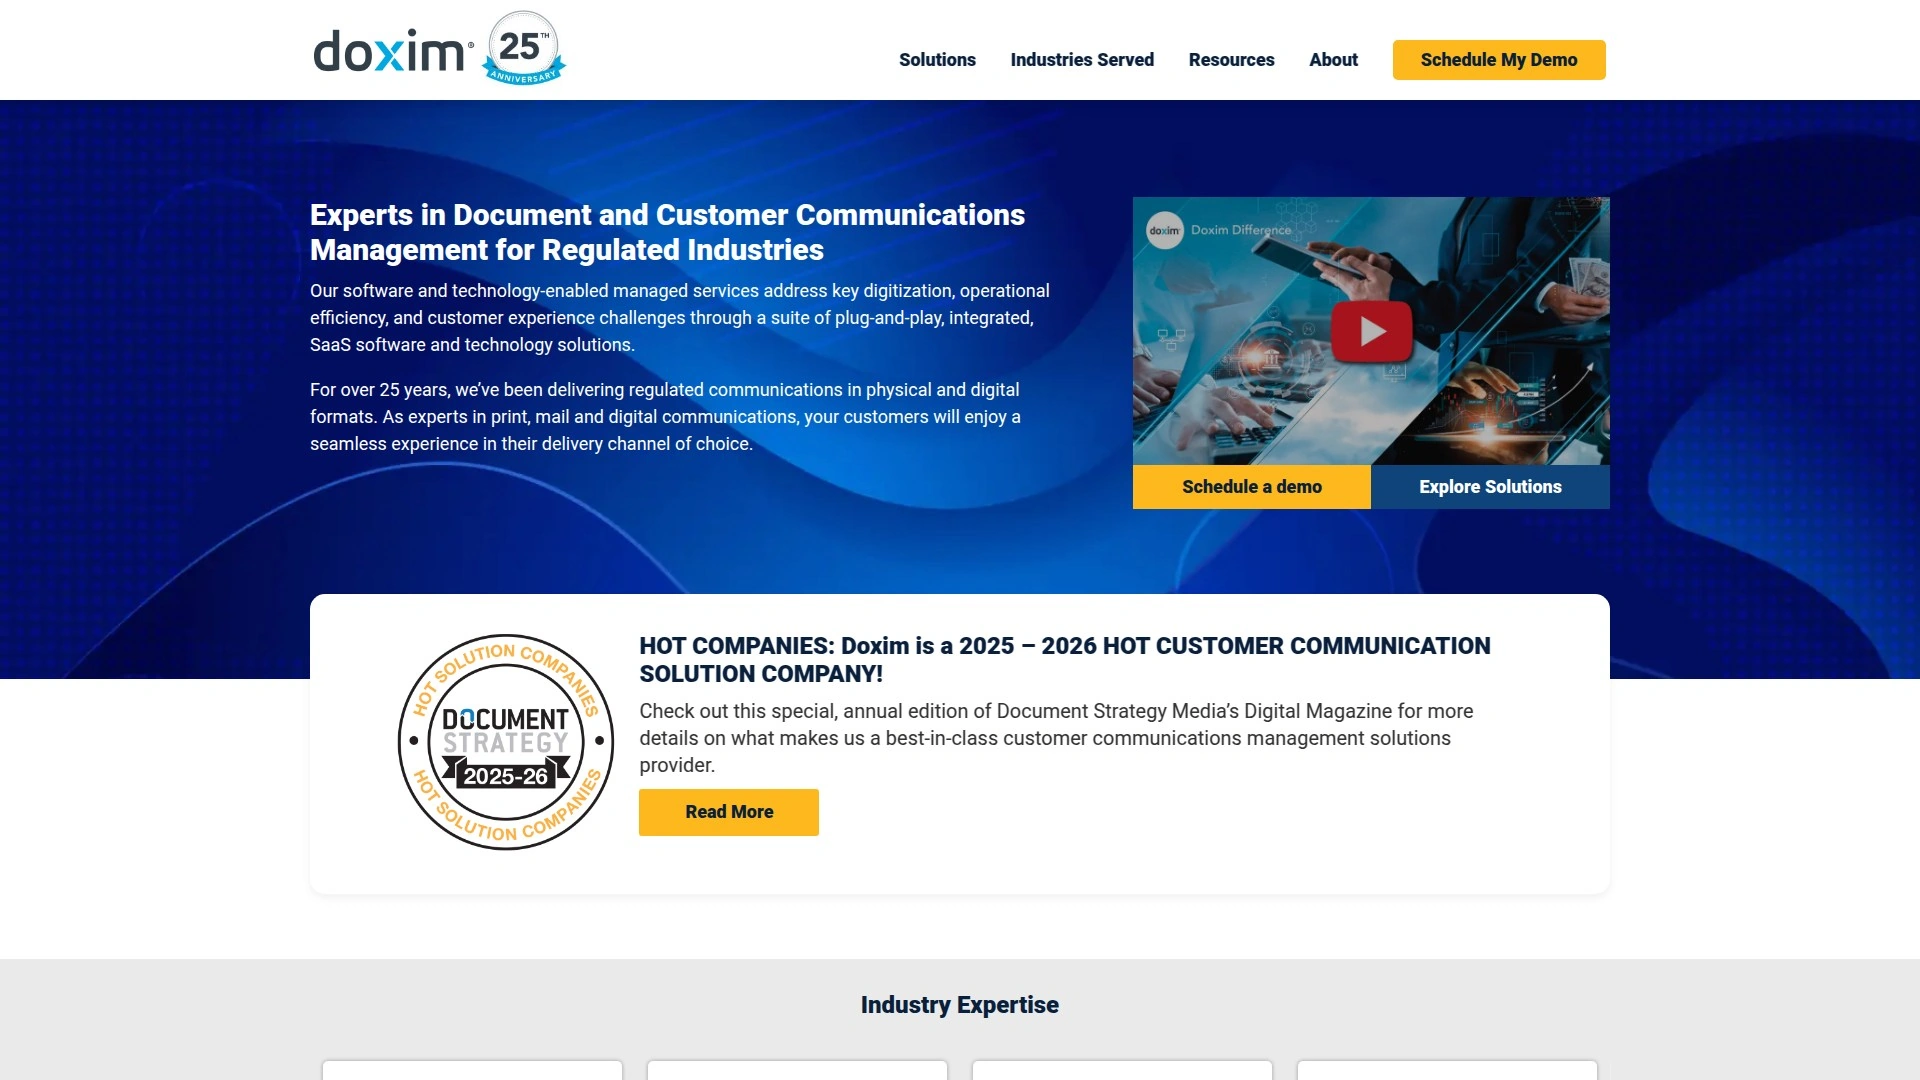 doxim®
25TH
ANNIVERSARY
Solutions
Industries Served
Resources
About
Schedule My Demo
Experts in Document and Customer Communications
Management for Regulated Industries
Our software and technology-enabled managed services address key digitization, operational
efficiency, and customer experience challenges through a suite of plug-and-play, integrated,
SaaS software and technology solutions.
For over 25 years, we’ve been delivering regulated communications in physical and digital
formats. As experts in print, mail and digital communications, your customers will enjoy a
seamless experience in their delivery channel of choice.
doxim
Doxim Difference
Schedule a demo
Explore Solutions
HOT SOLUTION COMPANIES
DOCUMENT
STRATEGY
2025-26
HOT SOLUTION COMPANIES
HOT COMPANIES: Doxim is a 2025 – 2026 HOT CUSTOMER COMMUNICATION
SOLUTION COMPANY!
Check out this special, annual edition of Document Strategy Media’s Digital Magazine for more
details on what makes us a best-in-class customer communications management solutions
provider.
Read More
Industry Expertise